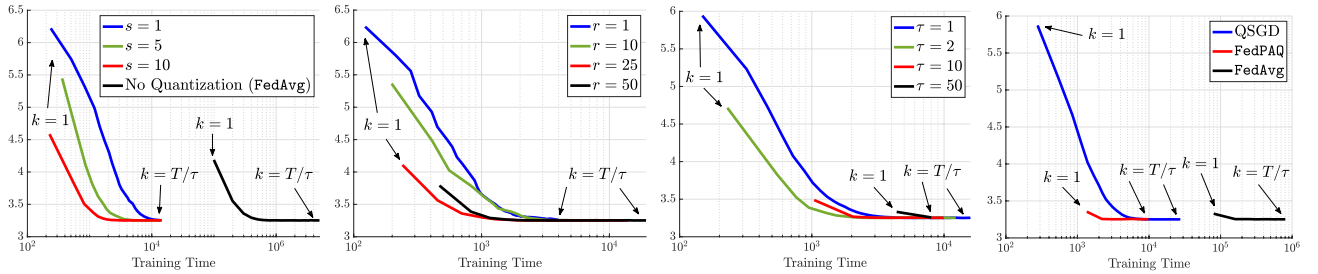 6.5
6
5.5
5
4.5
4
3.5
3
s = 1
s = 5
s = 10
No Quantization (FedAvg)
k = 1
k = 1
k = T/τ
k = T/τ
10^2
10^4
10^6
Training Time
6.5
6
5.5
5
4.5
4
3.5
3
r = 1
r = 10
r = 25
r = 50
k = 1
k = T/τ
10^2
10^3
10^4
Training Time
6
5.5
5
4.5
4
3.5
3
τ = 1
τ = 2
τ = 10
τ = 50
k = 1
k = 1
k = T/τ
10^2
10^3
10^4
Training Time
6
5.5
5
4.5
4
3.5
3
QSGD
FedPAQ
FedAvg
k = 1
k = 1
k = T/τ
k = 1
k = T/τ
10^2
10^3
10^4
10^5
10^6
Training Time